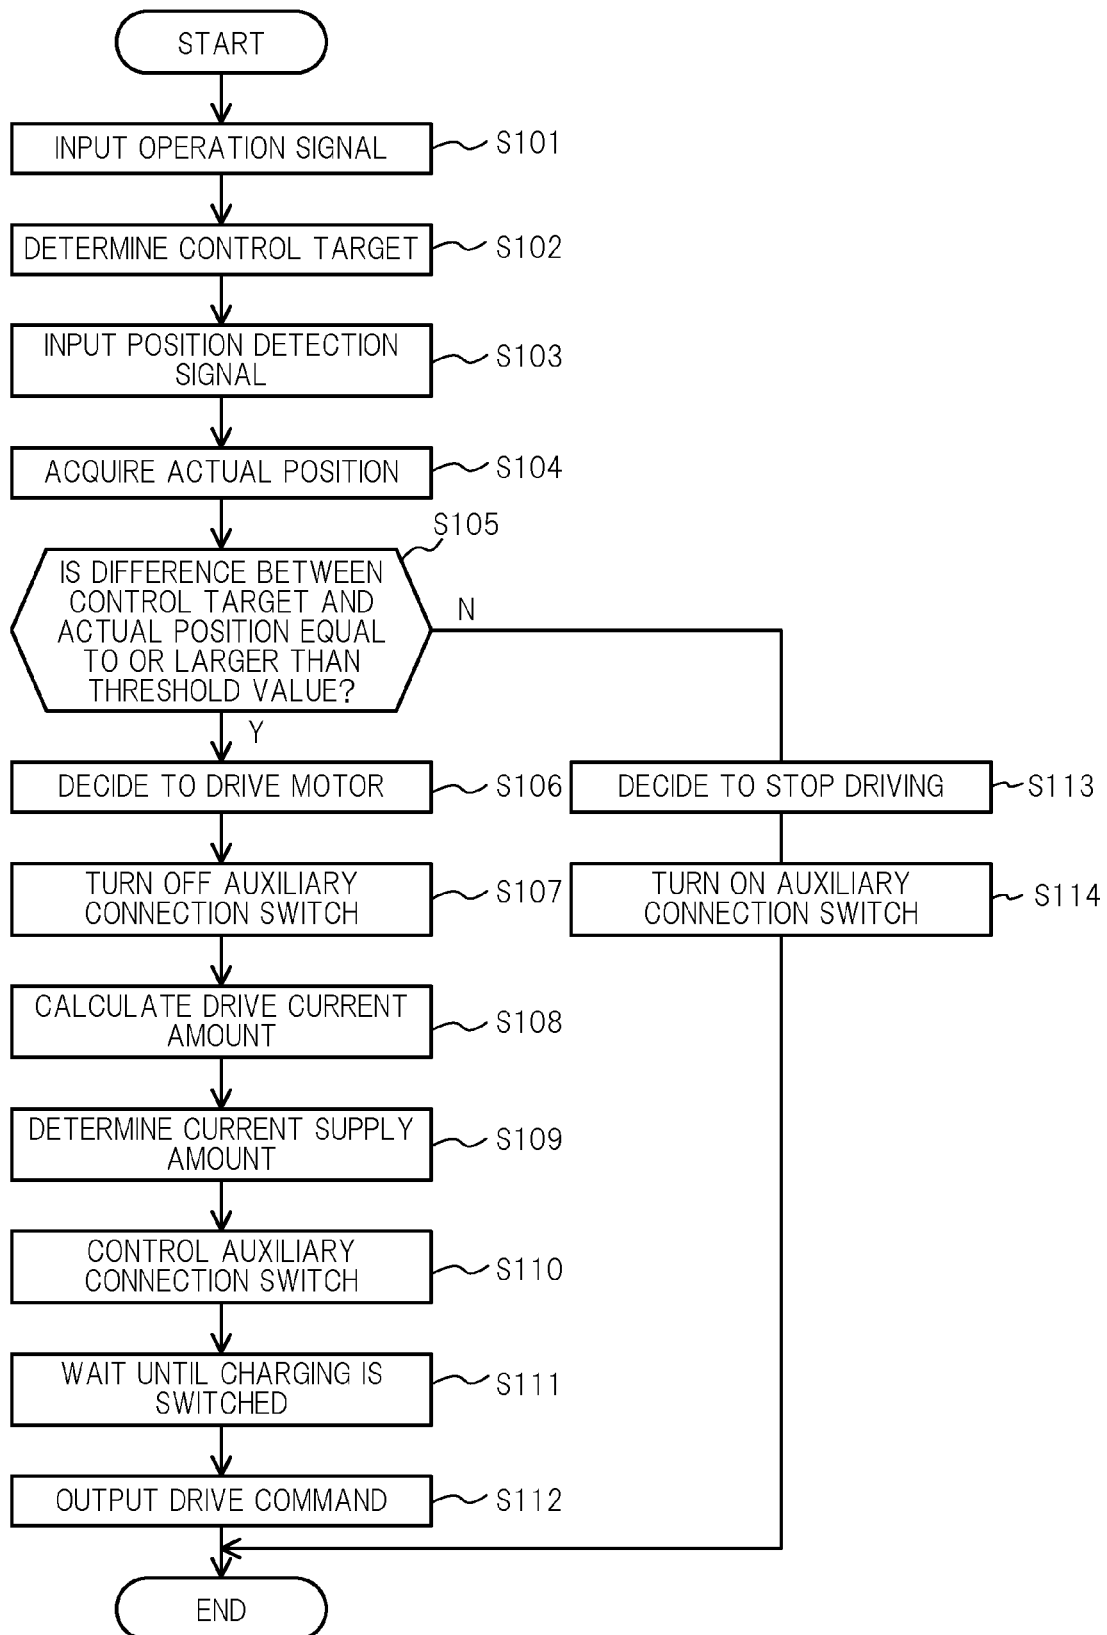 START
INPUT OPERATION SIGNAL
S101
DETERMINE CONTROL TARGET
S102
INPUT POSITION DETECTION
SIGNAL
S103
ACQUIRE ACTUAL POSITION
S104
S105
IS DIFFERENCE BETWEEN
CONTROL TARGET AND
ACTUAL POSITION EQUAL
TO OR LARGER THAN
THRESHOLD VALUE?
N
Y
DECIDE TO DRIVE MOTOR
S106
DECIDE TO STOP DRIVING
S113
TURN OFF AUXILIARY
CONNECTION SWITCH
S107
TURN ON AUXILIARY
CONNECTION SWITCH
S114
CALCULATE DRIVE CURRENT
AMOUNT
S108
DETERMINE CURRENT SUPPLY
AMOUNT
S109
CONTROL AUXILIARY
CONNECTION SWITCH
S110
WAIT UNTIL CHARGING IS
SWITCHED
S111
OUTPUT DRIVE COMMAND
S112
END